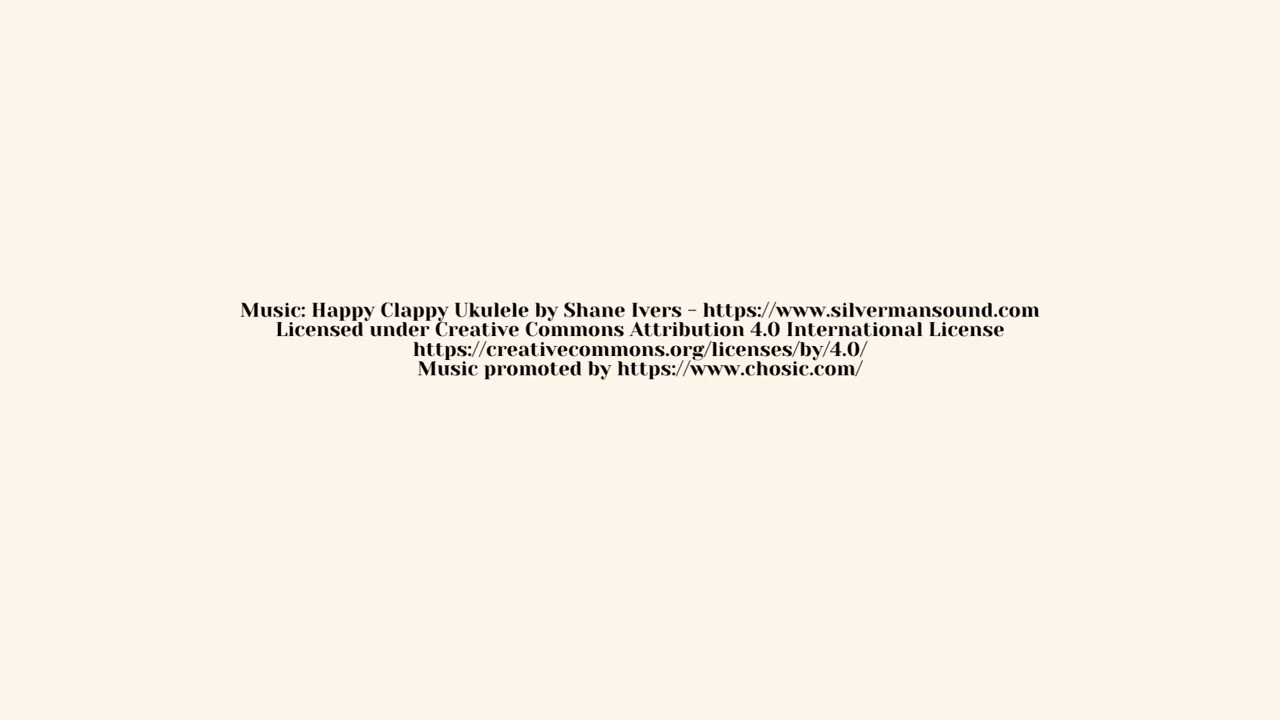 Music: Happy Clappy Ukulele by Shane Ivers - https://www.silvermansound.com
Licensed under Creative Commons Attribution 4.0 International License
https://creativecommons.org/licenses/by/4.0/
Music promoted by https://www.chosic.com/